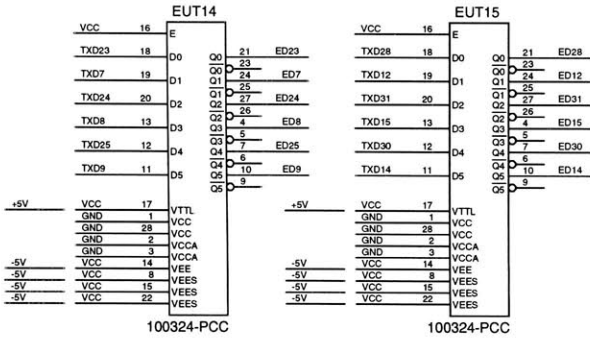 EUT14
VCC 16 E
TXD23 18 D0 Q0 21 ED23
Q0 23
TXD7 19 D1 Q1 24 ED7
Q1 25
TXD24 20 D2 Q2 27 ED24
Q2 26
TXD8 13 D3 Q3 4 ED8
Q3 5
TXD25 12 D4 Q4 7 ED25
Q4 6
TXD9 11 D5 Q5 10 ED9
Q5 9
+5V VCC 17 VTTL
GND 1 VCC
GND 28 VCC
GND 2 VCCA
GND 3 VCCA
-5V VCC 14 VEE
-5V VCC 8 VEES
-5V VCC 15 VEES
-5V VCC 22 VEES
100324-PCC
EUT15
VCC 16 E
TXD28 18 D0 Q0 21 ED28
Q0 23
TXD12 19 D1 Q1 24 ED12
Q1 25
TXD31 20 D2 Q2 27 ED31
Q2 26
TXD15 13 D3 Q3 4 ED15
Q3 5
TXD30 12 D4 Q4 7 ED30
Q4 6
TXD14 11 D5 Q5 10 ED14
Q5 9
+5V VCC 17 VTTL
GND 1 VCC
GND 28 VCC
GND 2 VCCA
GND 3 VCCA
-5V VCC 14 VEE
-5V VCC 8 VEES
-5V VCC 15 VEES
-5V VCC 22 VEES
100324-PCC